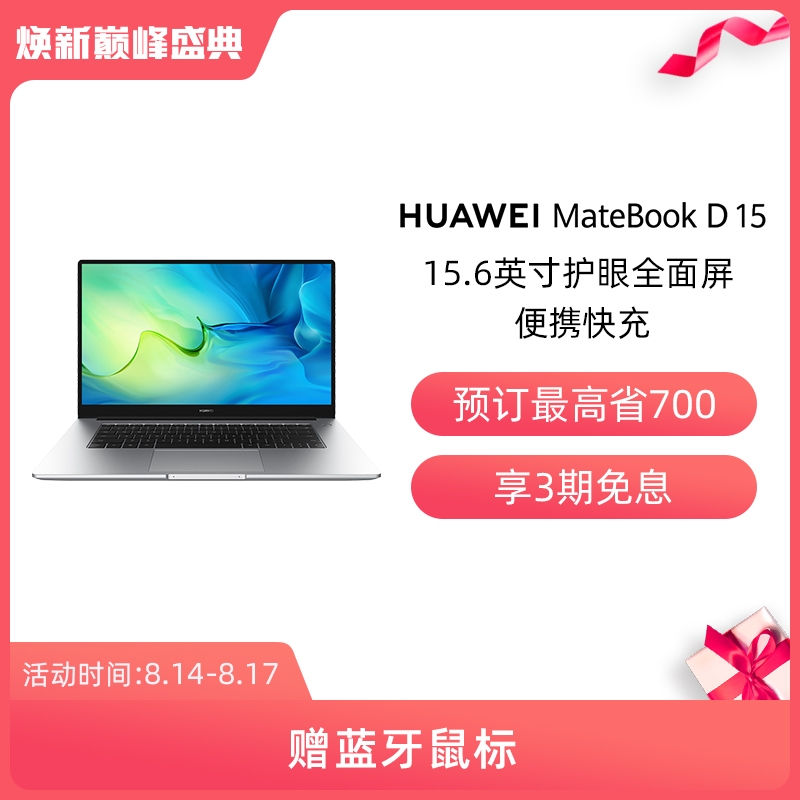 焕新巅峰盛典
HUAWEI MateBook D 15
15.6英寸护眼全面屏
便携快充
预订最高省700
享3期免息
HUAWEI
活动时间:8.14-8.17
赠蓝牙鼠标